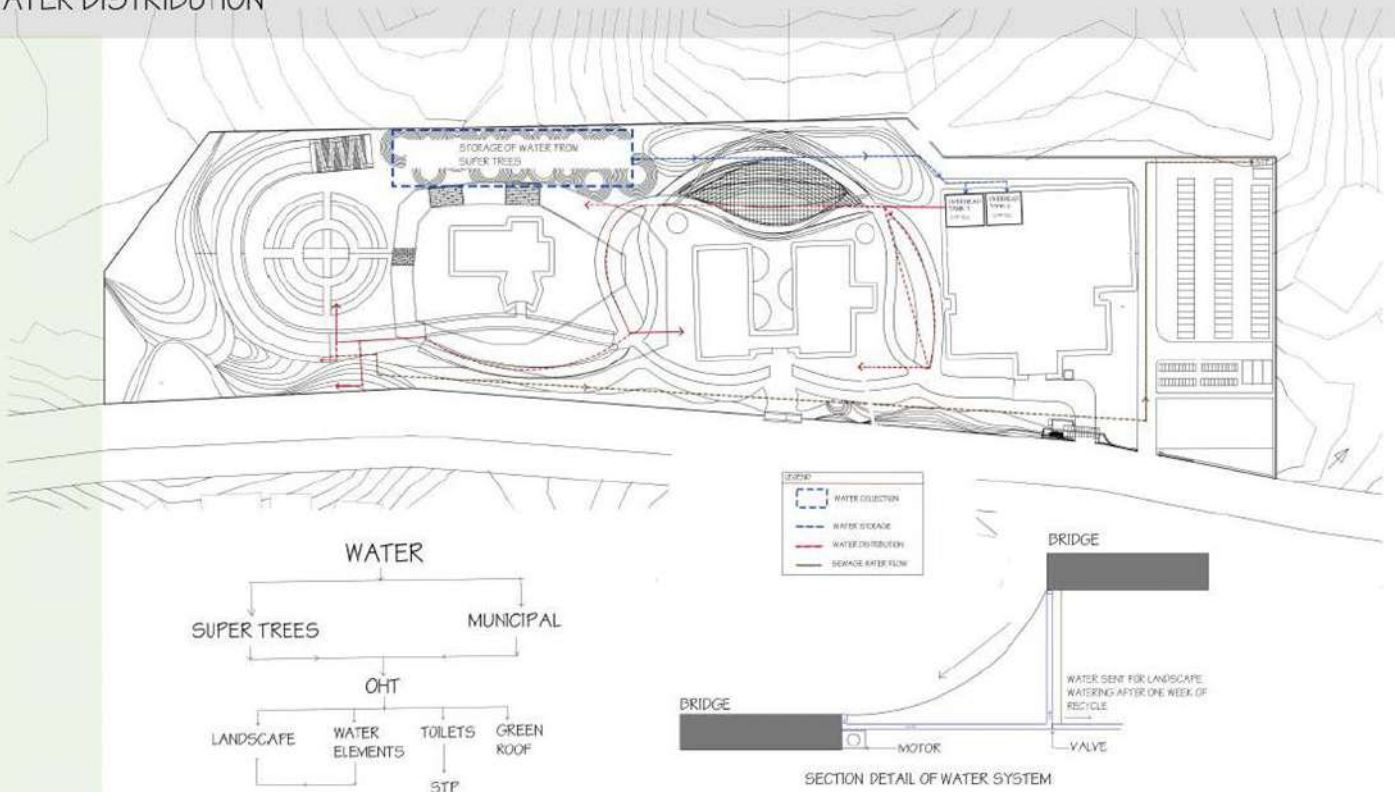 WATER DISTRIBUTION
STORAGE OF WATER FROM
SUPER TREES
OVERHEAD
TANK 1
OVERHEAD
TANK 2
LEGEND
WATER COLLECTION
WATER STORAGE
WATER DISTRIBUTION
SEWAGE WATER FLOW
WATER
SUPER TREES
MUNICIPAL
OHT
LANDSCAPE
WATER
ELEMENTS
TOILETS
GREEN
ROOF
STP
BRIDGE
BRIDGE
WATER SENT FOR LANDSCAPE
WATERING AFTER ONE WEEK OF
RECYCLE
MOTOR
VALVE
SECTION DETAIL OF WATER SYSTEM